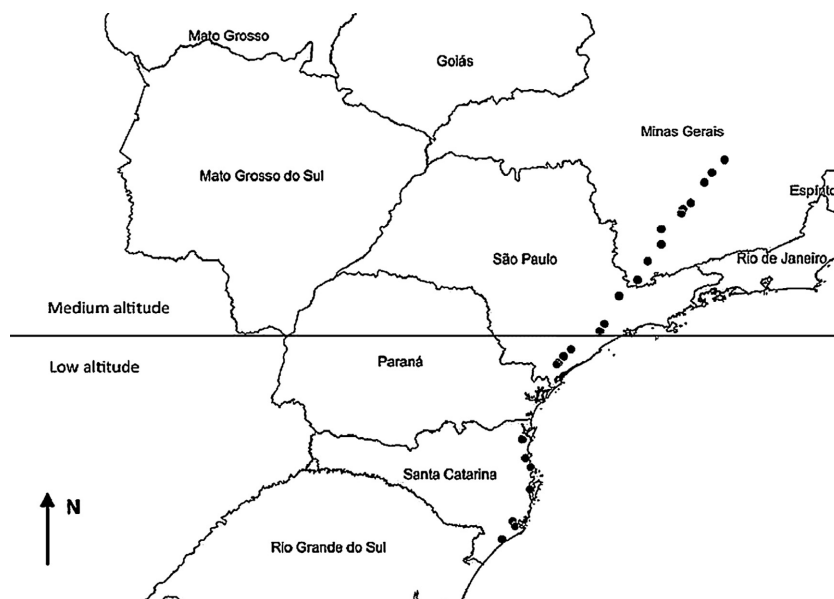 Mato Grosso
Goiás
Minas Gerais
Mato Grosso do Sul
Espírito
São Paulo
Rio de Janeiro
Medium altitude
Low altitude
Paraná
Santa Catarina
N
Rio Grande do Sul